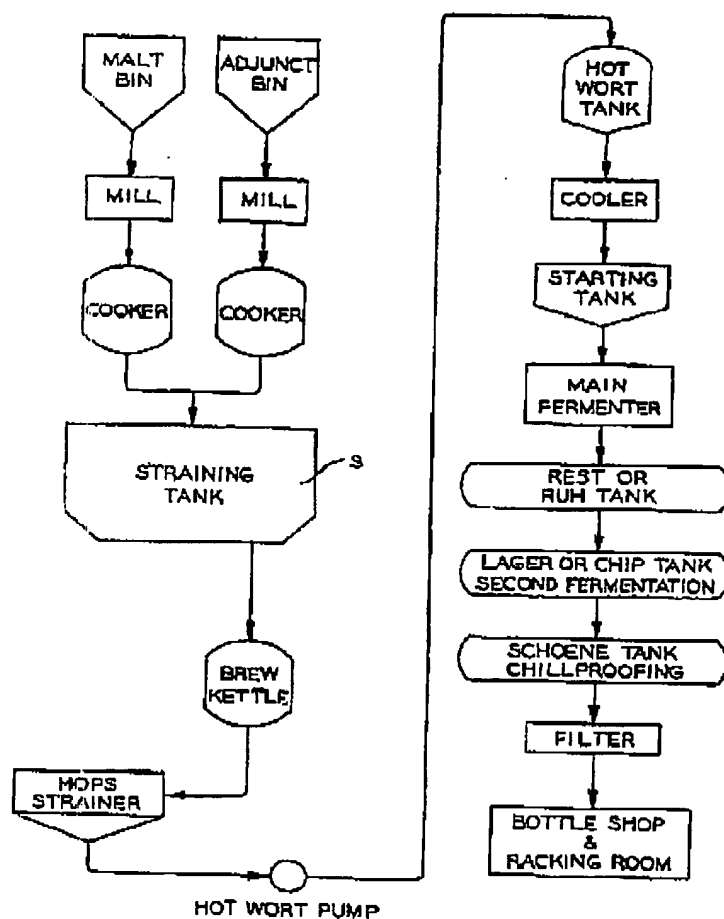 MALT
BIN
ADJUNCT
BIN
MILL
MILL
COOKER
COOKER
STRAINING
TANK
BREW
KETTLE
HOPS
STRAINER
HOT WORT PUMP
HOT
WORT
TANK
COOLER
STARTING
TANK
MAIN
FERMENTER
REST OR
RUH TANK
LAGER OR CHIP TANK
SECOND FERMENTATION
SCHOENE TANK
CHILLPROOFING
FILTER
BOTTLE SHOP
&
RACKING ROOM